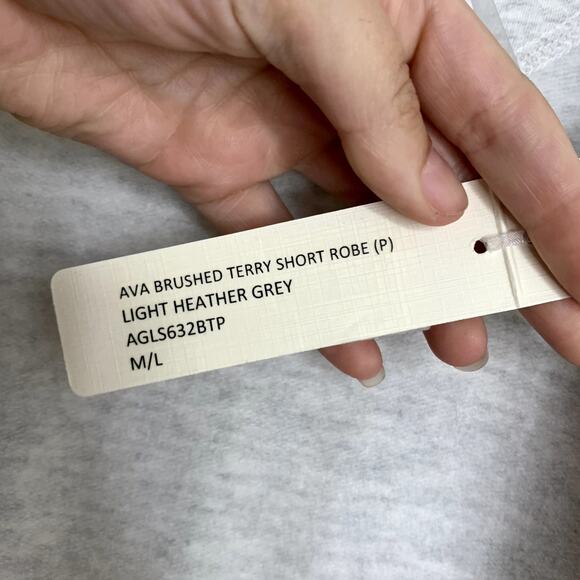 AVA BRUSHED TERRY SHORT ROBE (P)
LIGHT HEATHER GREY
AGLS632BTP
M/L